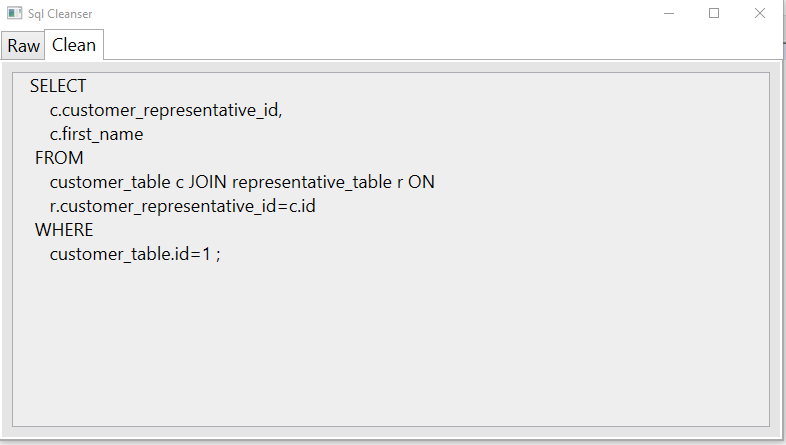 Sql Cleanser
Raw Clean
SELECT
c.customer_representative_id,
c.first_name
FROM
customer_table c JOIN representative_table r ON
r.customer_representative_id=c.id
WHERE
customer_table.id=1 ;